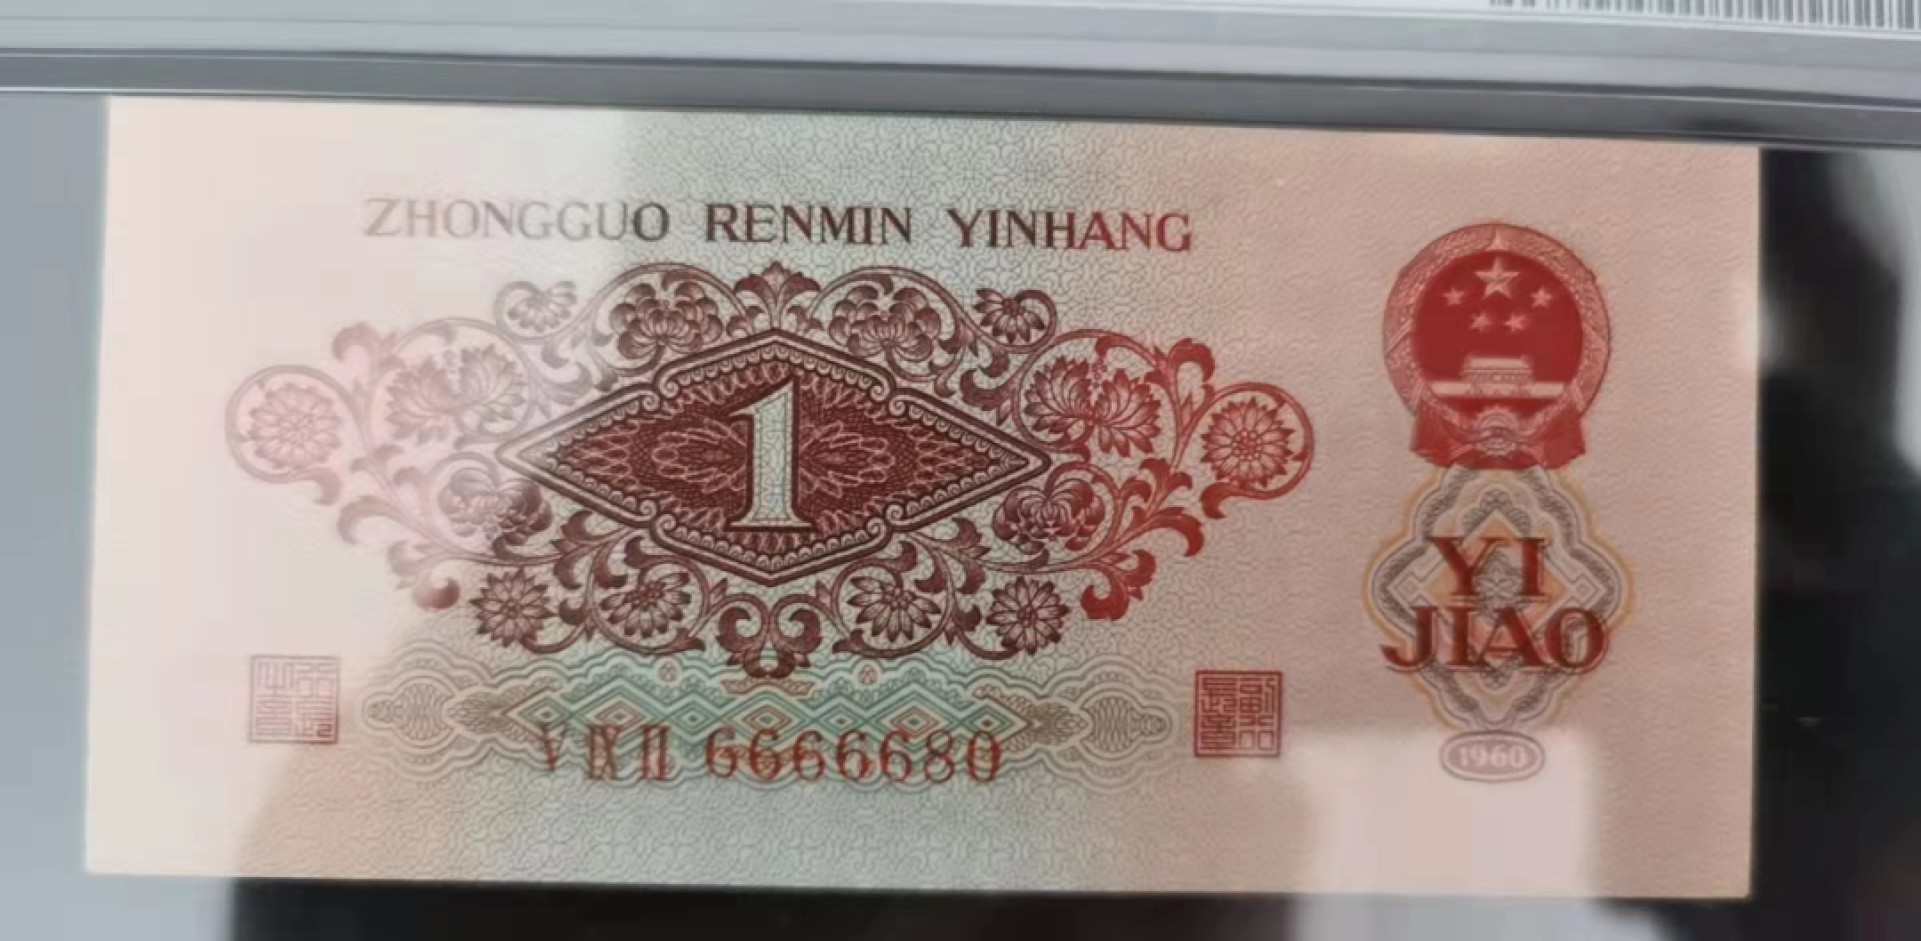 ZHONGGUO RENMIN YINHANG
1
YI
JIAO
V IX II 6666680
1960